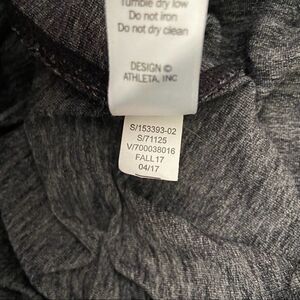 Tumble dry low
Do not iron
Do not dry clean
DESIGN ©
ATHLETA, INC
S/153393-02
S/71125
V/700038016
FALL17
04/17